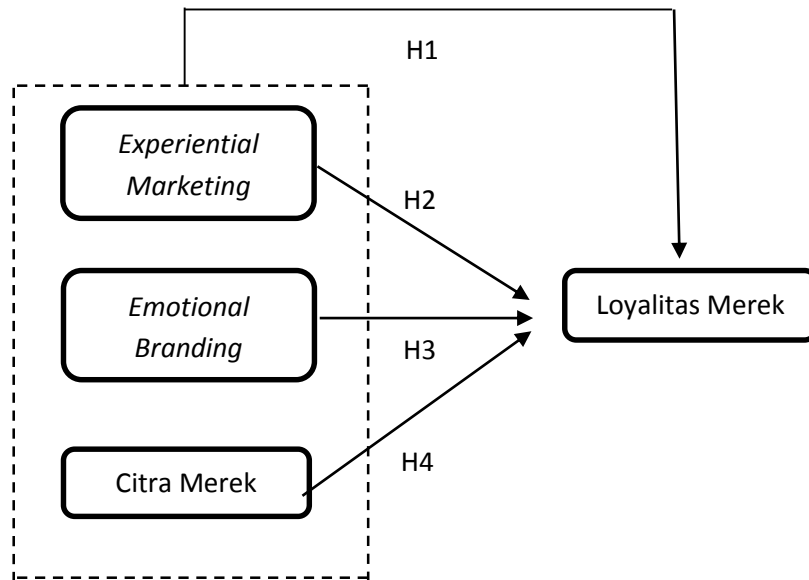 H1
Experiential
Marketing
H2
Emotional
Branding
Loyalitas Merek
H3
Citra Merek
H4